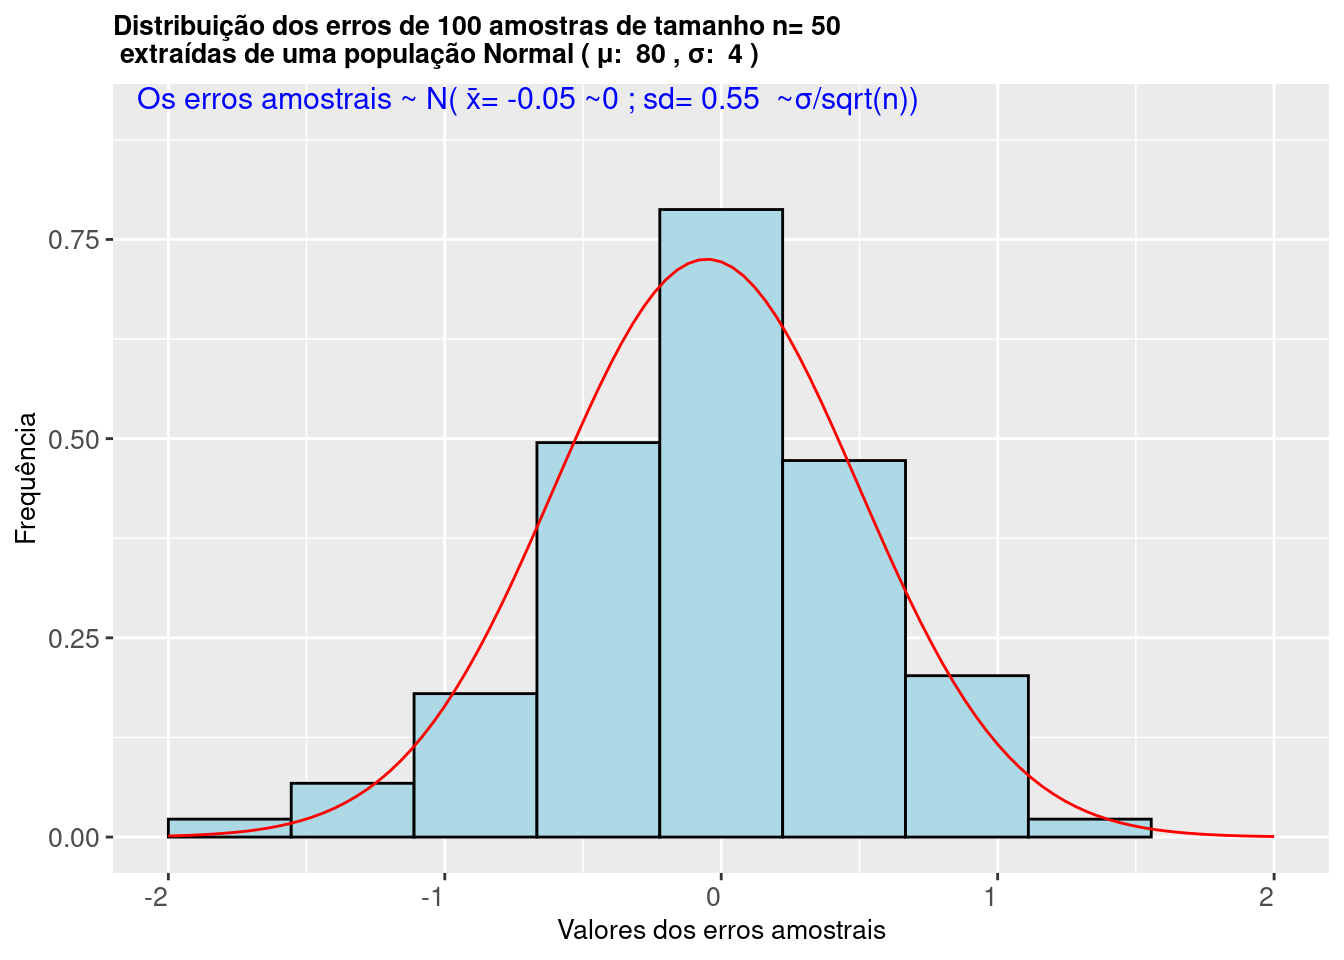 Distribuição dos erros de 100 amostras de tamanho n= 50
extraídas de uma população Normal ( μ:  80 , σ:  4 )
Os erros amostrais ~ N( x̄= -0.05 ~0 ; sd= 0.55  ~σ/sqrt(n))
Frequência
0.75
0.50
0.25
0.00
-2 -1 0 1 2
Valores dos erros amostrais